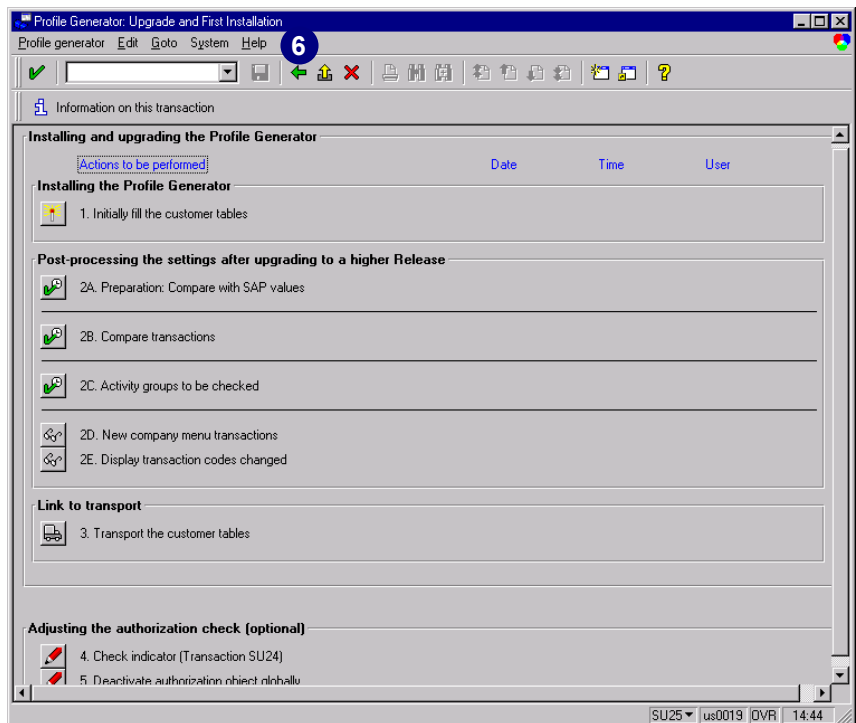 Profile Generator: Upgrade and First Installation
Profile generator Edit Goto System Help
6
Information on this transaction
Installing and upgrading the Profile Generator
Actions to be performed Date Time User
Installing the Profile Generator
1. Initially fill the customer tables
Post-processing the settings after upgrading to a higher Release
2A. Preparation: Compare with SAP values
2B. Compare transactions
2C. Activity groups to be checked
2D. New company menu transactions
2E. Display transaction codes changed
Link to transport
3. Transport the customer tables
Adjusting the authorization check (optional)
4. Check indicator (Transaction SU24)
5. Deactivate authorization object globally
SU25 us0019 OVR 14:44